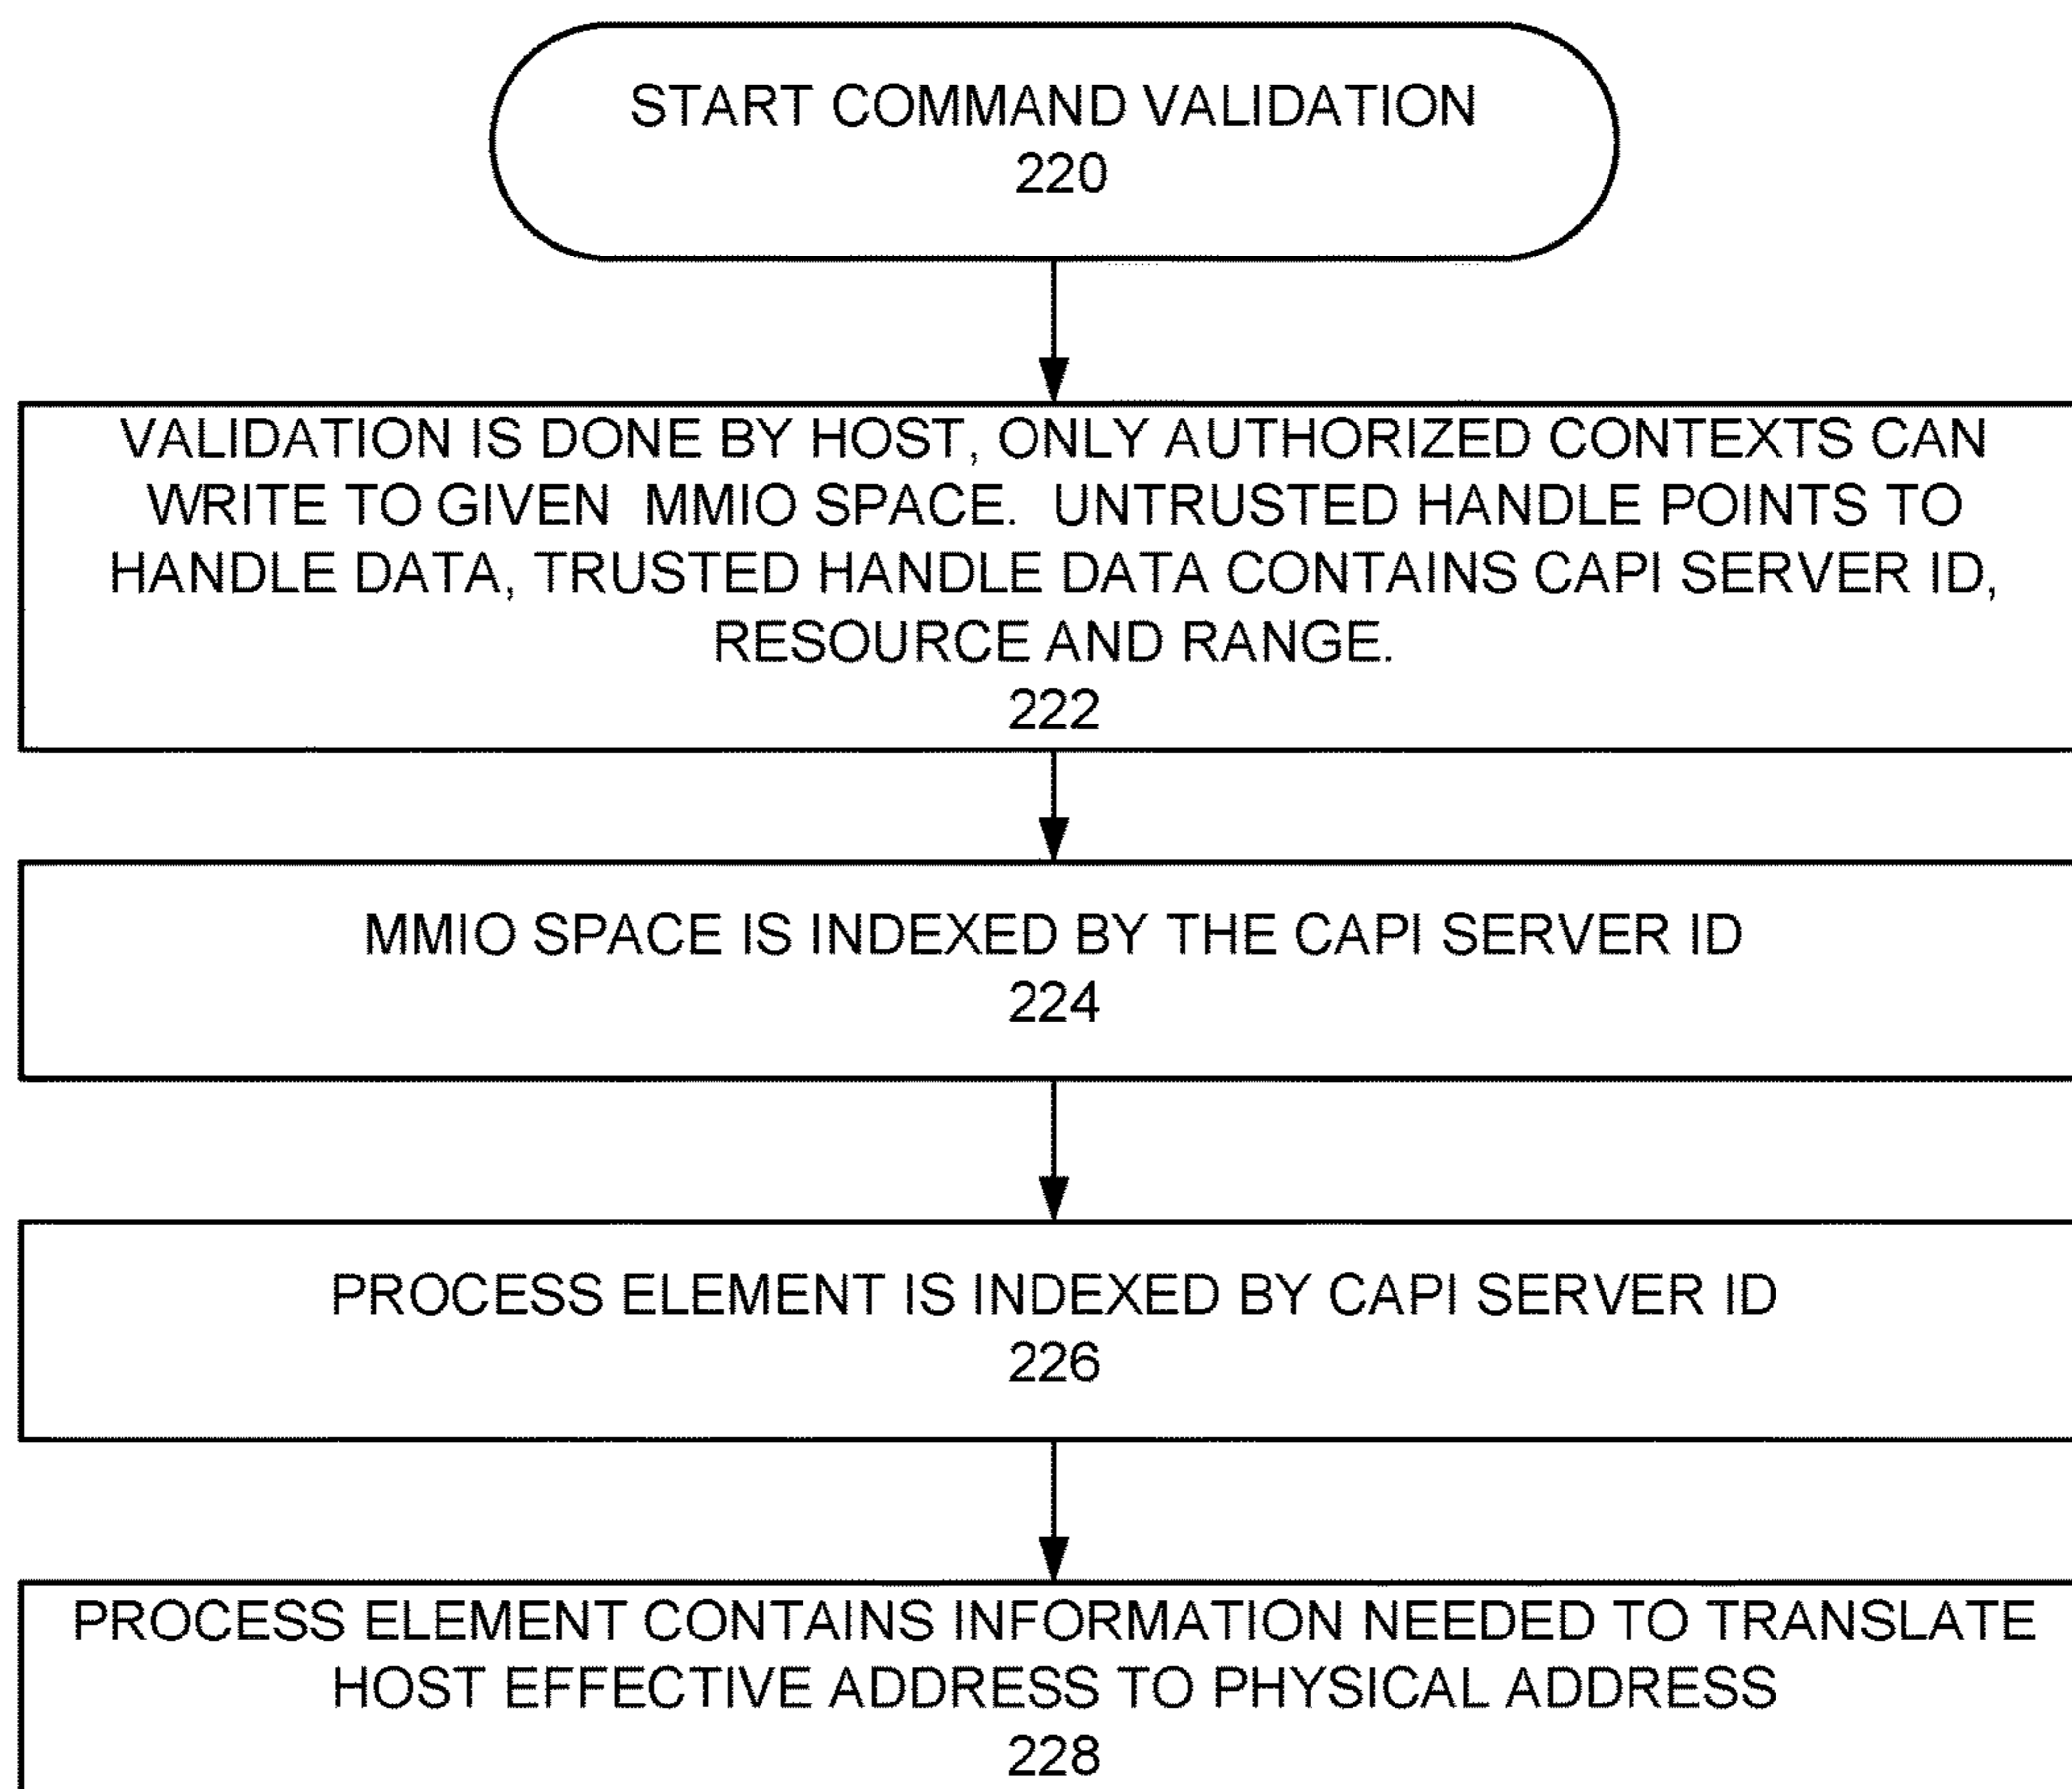 START COMMAND VALIDATION
220
VALIDATION IS DONE BY HOST, ONLY AUTHORIZED CONTEXTS CAN
WRITE TO GIVEN MMIO SPACE. UNTRUSTED HANDLE POINTS TO
HANDLE DATA, TRUSTED HANDLE DATA CONTAINS CAPI SERVER ID,
RESOURCE AND RANGE.
222
MMIO SPACE IS INDEXED BY THE CAPI SERVER ID
224
PROCESS ELEMENT IS INDEXED BY CAPI SERVER ID
226
PROCESS ELEMENT CONTAINS INFORMATION NEEDED TO TRANSLATE
HOST EFFECTIVE ADDRESS TO PHYSICAL ADDRESS
228